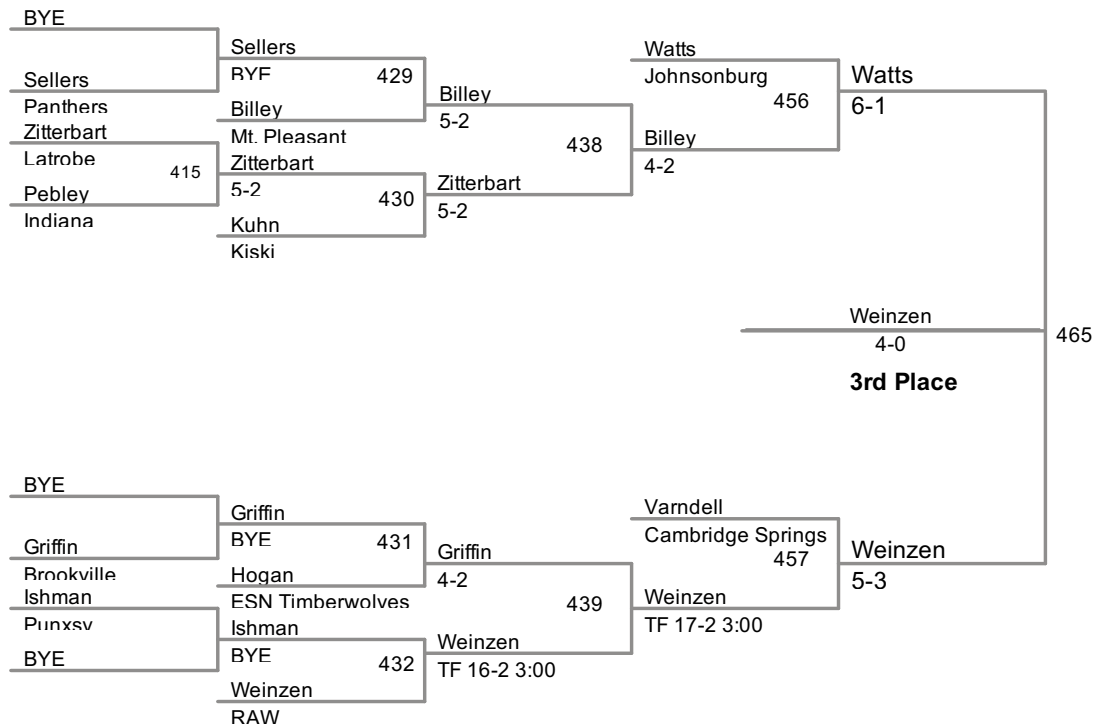 BYE
Sellers
BYE
429
Sellers
Panthers
Billey
Mt. Pleasant
Billey
5-2
Zitterbart
Latrobe
415
Pebley
Indiana
Zitterbart
5-2
430
Kuhn
Kiski
Zitterbart
5-2
438
Watts
Johnsonburg
456
Billey
4-2
Watts
6-1
Weinzen
4-0
465
3rd Place
BYE
Griffin
BYE
431
Griffin
Brookville
Hogan
ESN Timberwolves
Griffin
4-2
Ishman
Punxsy
BYE
Ishman
BYE
432
Weinzen
RAW
Weinzen
TF 16-2 3:00
439
Varndell
Cambridge Springs
457
Weinzen
TF 17-2 3:00
Weinzen
5-3